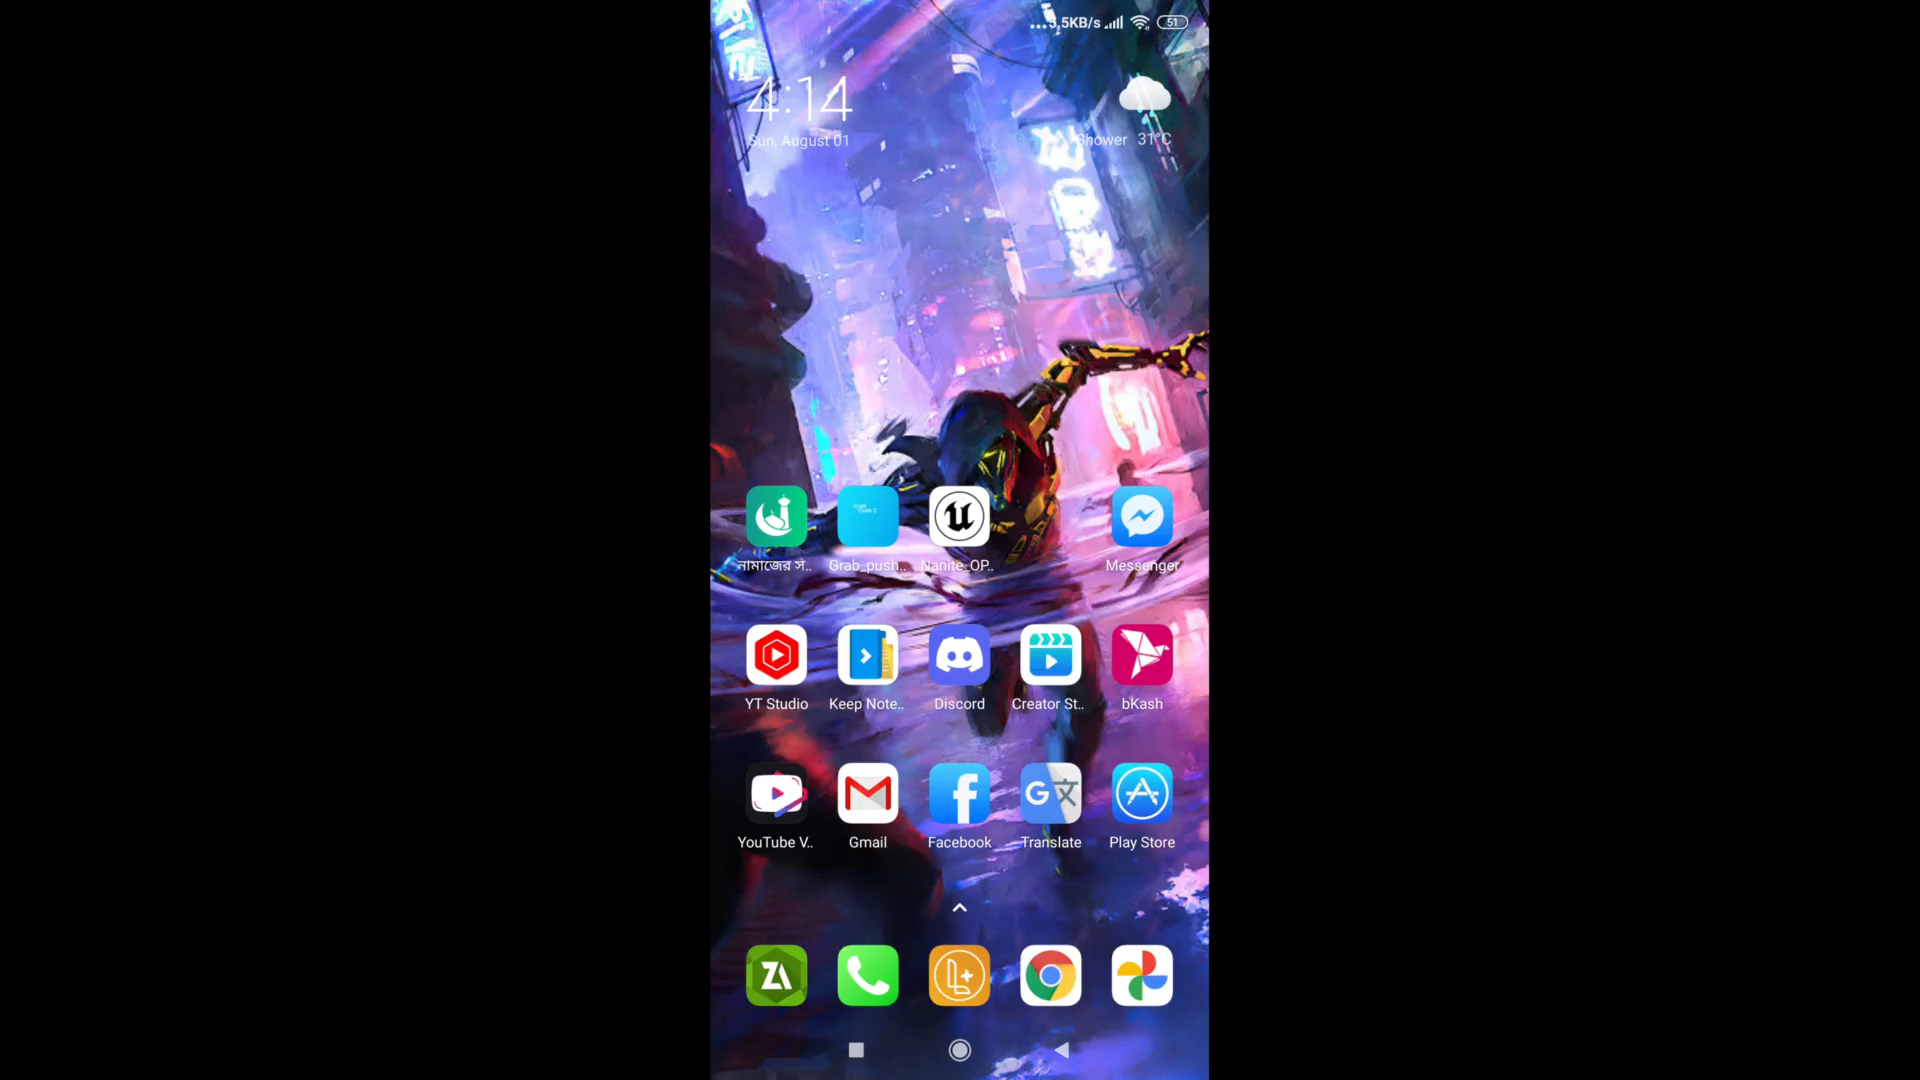 5KB/s 51
4:14
Sun, August 01
Shower 31°C
নামাজের স.. Grab_push.. Nanite_OP.. Messenger
YT Studio Keep Note.. Discord Creator St.. bKash
YouTube V.. Gmail Facebook Translate Play Store